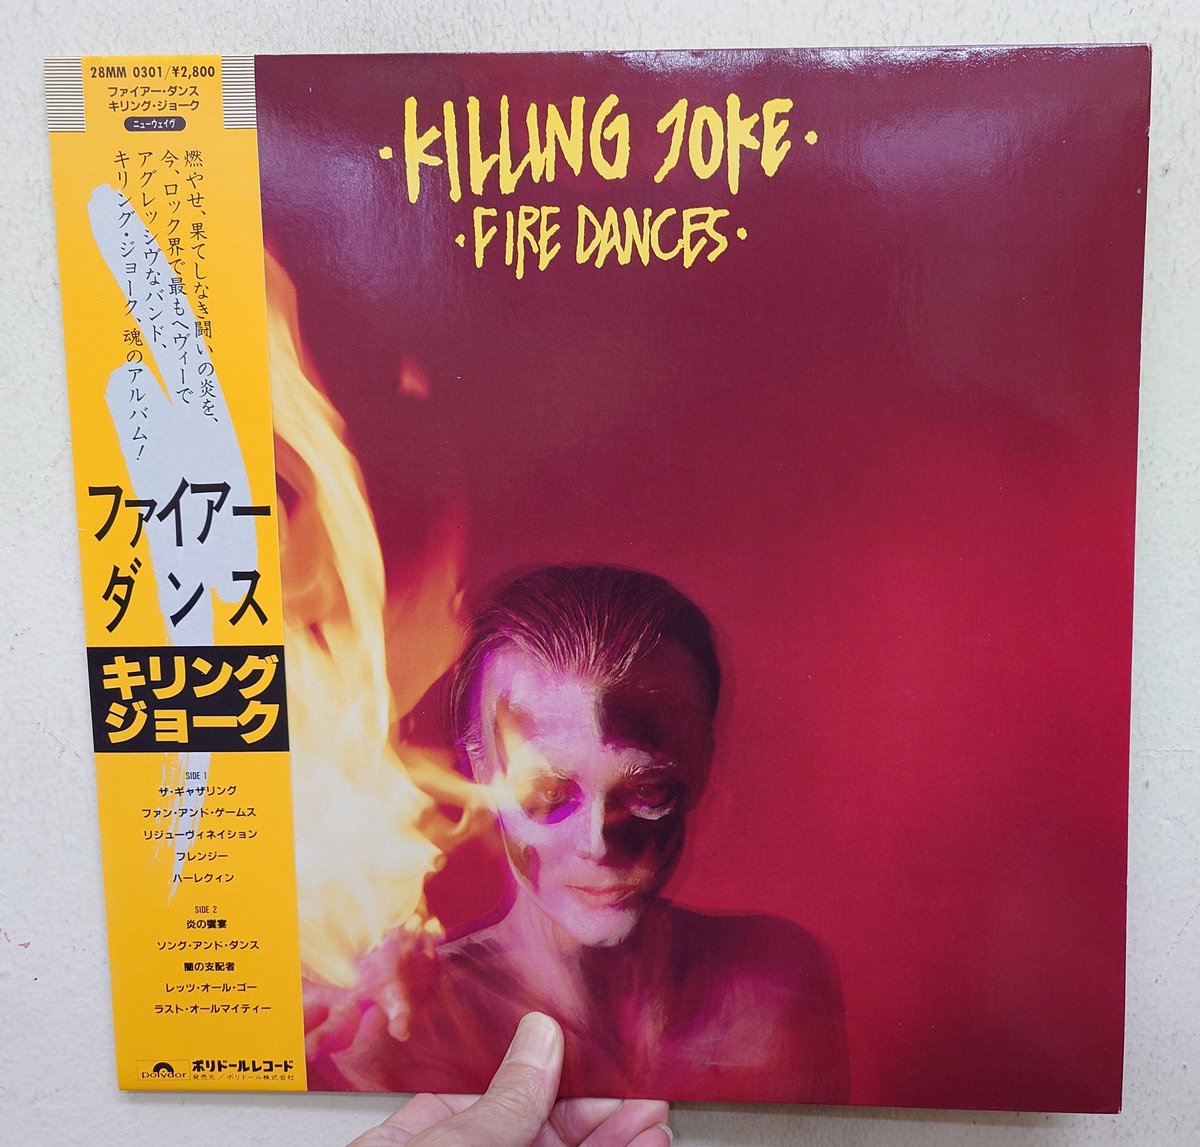 28MM 0301/¥2,800
ファイアー・ダンス
キリング・ジョーク
ニューウェイヴ
燃やせ、果てしなき闘いの炎を、
今、ロック界で最もヘヴィーで
アグレッシヴなバンド、
キリング・ジョーク、魂のアルバム!
ファイアー
ダンス
キリング
ジョーク
SIDE 1
ザ・ギャザリング
ファン・アンド・ゲームス
リジューヴィネイション
フレンジー
ハーレクィン
SIDE 2
炎の饗宴
ソング・アンド・ダンス
闇の支配者
レッツ・オール・ゴー
ラスト・オールマイティー
polydor
ポリドールレコード
発売元/ポリドール株式会社
・KILLING JOKE・
・FIRE DANCES・